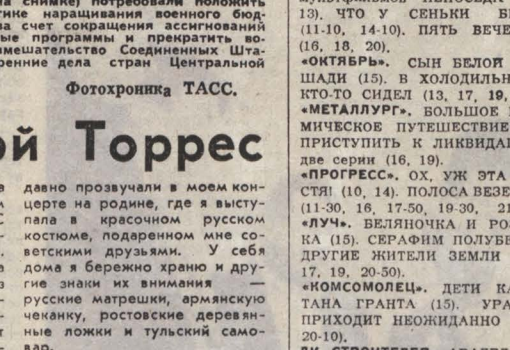 на снимке) потребовали положить
тике наращивания военного бюд-
за счет сокращения ассигнований
ные программы и прекратить во-
мешательство Соединенных Шта-
ренние дела стран Центральной
Фотохроника ТАСС.
ой Торрес
давно прозвучали в моем кон-
церте на родине, где я высту-
пала в красочном русском
костюме, подаренном мне со-
ветскими друзьями. У себя
дома я бережно храню и дру-
гие знаки их внимания —
русские матрешки, армянскую
чеканку, ростовские деревян-
ные ложки и тульский само-
вар.
13). ЧТО У СЕНЬКИ
(11-10, 14-10). ПЯТЬ ВЕЧЕ
(16, 18, 20).
«ОКТЯБРЬ». СЫН БЕЛОЙ
ШАДИ (15). В ХОЛОДИЛЬН
КТО-ТО СИДЕЛ (13, 17, 19,
«МЕТАЛЛУРГ». БОЛЬШОЕ
МИЧЕСКОЕ ПУТЕШЕСТВИЕ
ПРИСТУПИТЬ К ЛИКВИДА
две серии (16, 19).
«ПРОГРЕСС». ОХ, УЖ ЭТА
СТЯ! (10, 14). ПОЛОСА ВЕЗЕ
(11-30, 16, 17-50, 19-30, 21
«ЛУЧ». БЕЛЯНОЧКА И РОЗ
КА (15). СЕРАФИМ ПОЛУБЕ
ДРУГИЕ ЖИТЕЛИ ЗЕМЛИ
17, 19, 20-50).
«КОМСОМОЛЕЦ». ДЕТИ КА
ТАНА ГРАНТА (15). УРА
ПРИХОДИТ НЕОЖИДАННО
20-10).